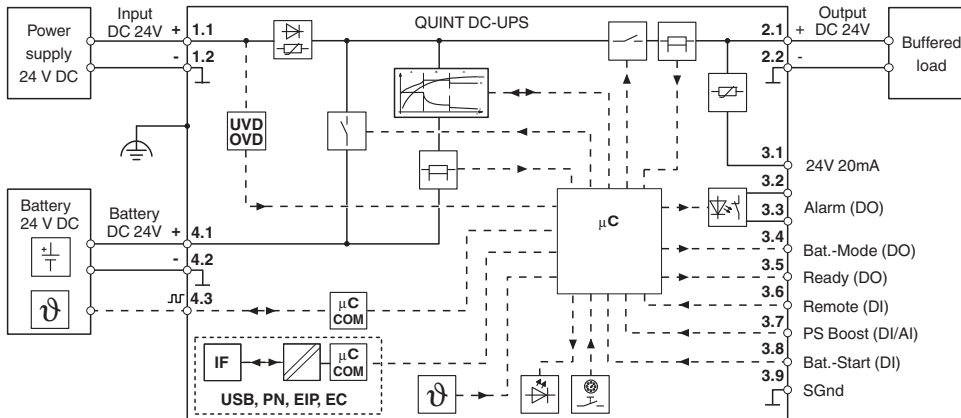 Power
supply
24 V DC
Input
DC 24V
+
1.1
-
1.2
QUINT DC-UPS
2.1
+
Output
DC 24V
2.2
-
Buffered
load
UVD
OVD
3.1
24V 20mA
3.2
Alarm (DO)
3.3
µC
3.4
Bat.-Mode (DO)
3.5
Ready (DO)
3.6
Remote (DI)
3.7
PS Boost (DI/AI)
3.8
Bat.-Start (DI)
3.9
SGnd
Battery
24 V DC
+
Battery
DC 24V
+
4.1
-
4.2
ϑ
4.3
µC
COM
IF
µC
COM
USB, PN, EIP, EC
ϑ